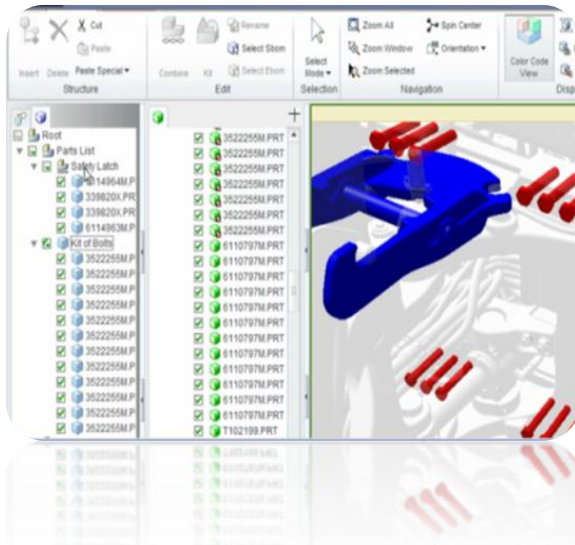 Cut
Paste
Insert Delete Paste Special
Structure
Combine Kit
Rename
Select Sbom
Select Ebom
Edit
Select
Mode
Selection
Zoom All
Zoom Window
Zoom Selected
Spin Center
Orientation
Navigation
Color Code
View
Disp
Root
Parts List
Safety Latch
114964M.P
339820X.PR
339820X.PR
6114963M.P
Kit of Bolts
3522255M.P
3522255M.P
3522255M.P
3522255M.P
3522255M.P
3522255M.P
3522255M.P
3522255M.P
3522255M.P
3522255M.P
3522255M.P
3522255M.P
3522255M.PRT
3522255M.PRT
3522255M.PRT
3522255M.PRT
3522255M.PRT
3522255M.PRT
3522255M.PRT
6110797M.PRT
6110797M.PRT
6110797M.PRT
6110797M.PRT
6110797M.PRT
6110797M.PRT
6110797M.PRT
6110797M.PRT
6110797M.PRT
6110797M.PRT
6110797M.PRT
6110797M.PRT
T102199.PRT